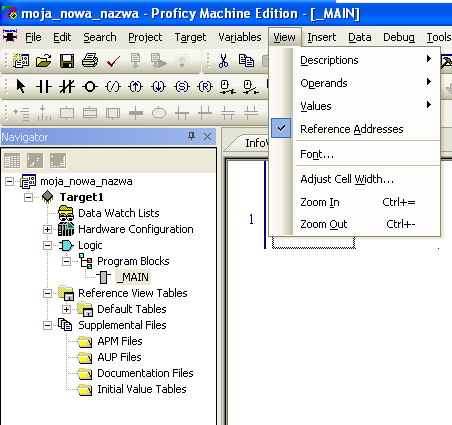 moja_nowa_nazwa - Proficy Machine Edition - [_MAIN]
File Edit Search Project Target Variables View Insert Data Debug Tools
Descriptions
Operands
Values
Reference Addresses
Font...
Adjust Cell Width...
Zoom In Ctrl+=
Zoom Out Ctrl+-
Navigator
InfoV
1
moja_nowa_nazwa
Target1
Data Watch Lists
Hardware Configuration
Logic
Program Blocks
_MAIN
Reference View Tables
Default Tables
Supplemental Files
APM Files
AUP Files
Documentation Files
Initial Value Tables